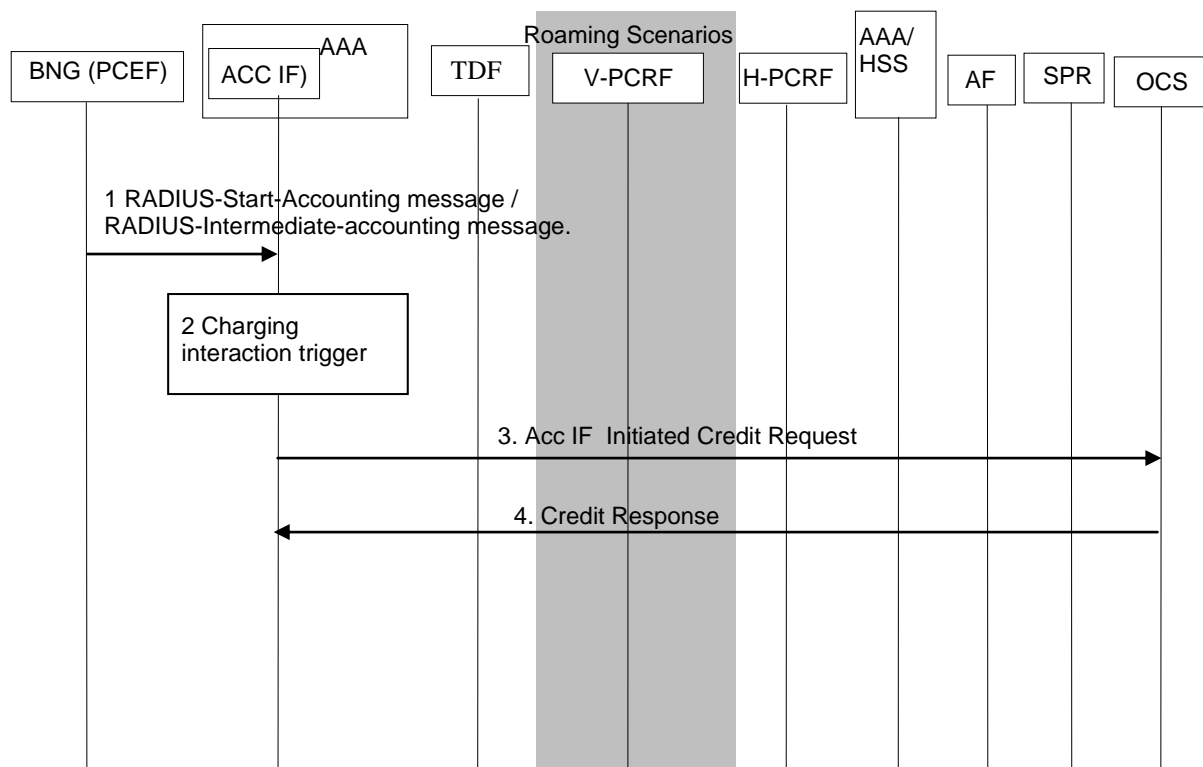 Roaming Scenarios
BNG (PCEF)
AAA
ACC IF)
TDF
V-PCRF
H-PCRF
AAA/
HSS
AF
SPR
OCS
1 RADIUS-Start-Accounting message /
RADIUS-Intermediate-accounting message.
2 Charging
interaction trigger
3. Acc IF Initiated Credit Request
4. Credit Response